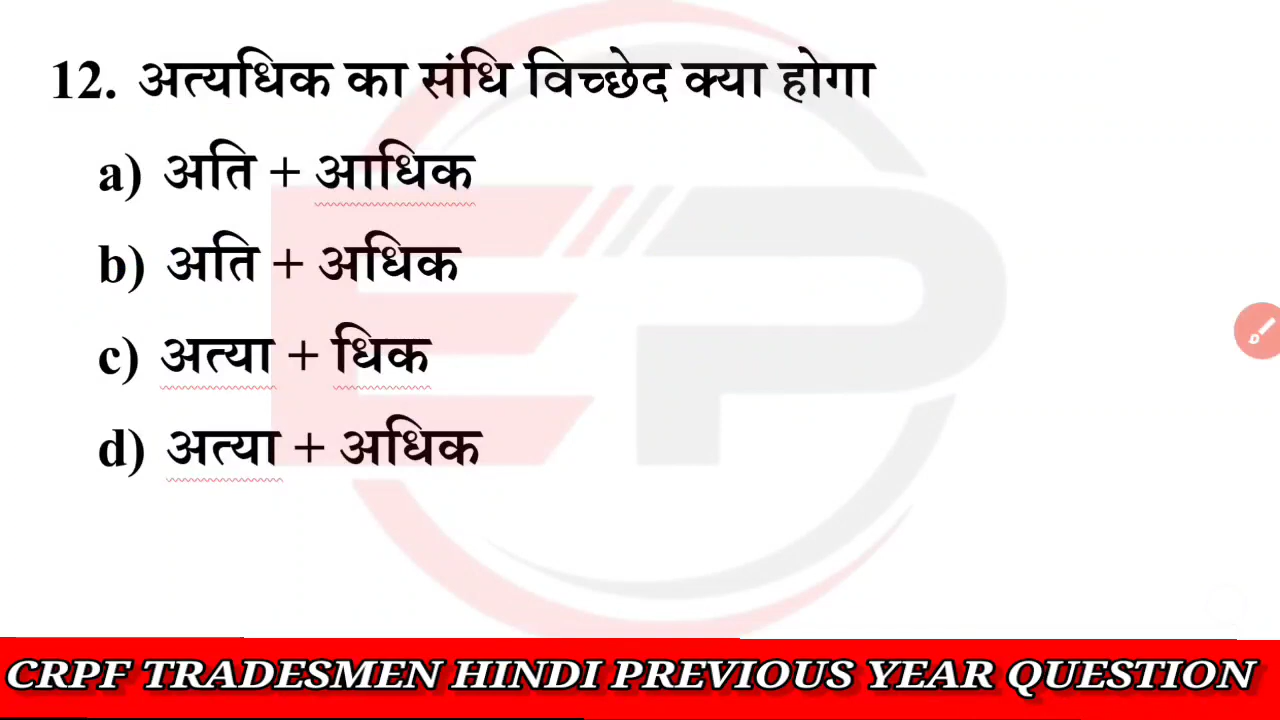 12. अत्यधिक का संधि विच्छेद क्या होगा
a) अति + आधिक
b) अति + अधिक
c) अत्या + धिक
d) अत्या + अधिक
CRPF TRADESMEN HINDI PREVIOUS YEAR QUESTION